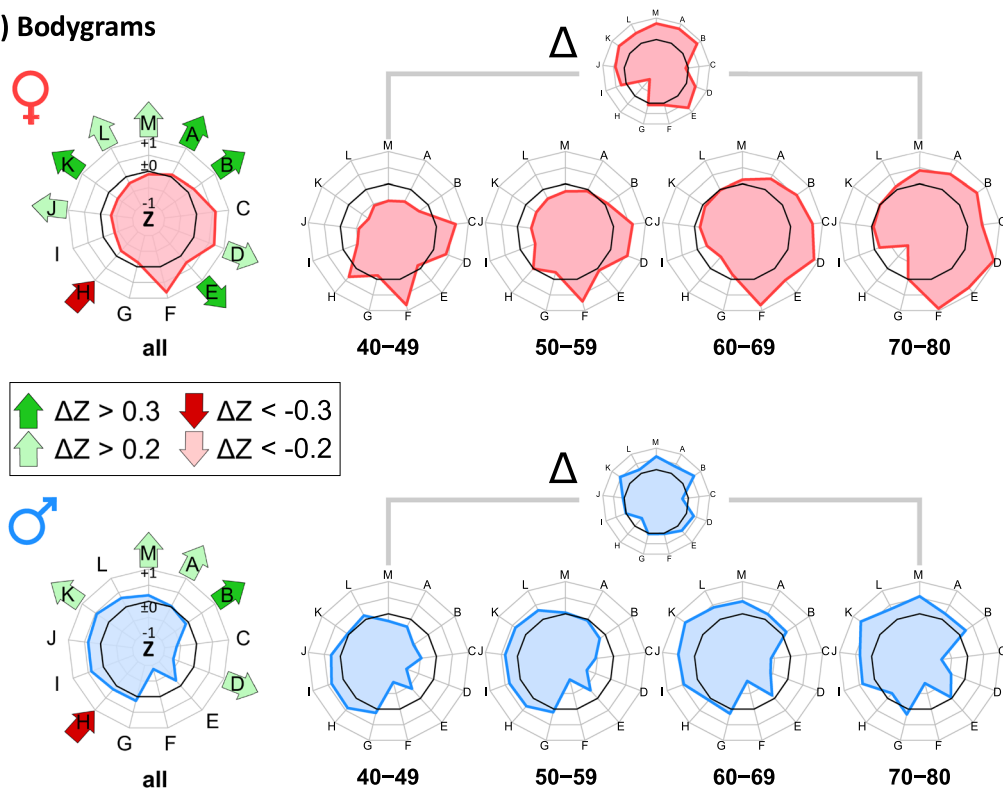 ) Bodygrams
♀
Δ
M
A
B
C
D
E
F
G
H
I
J
K
L
M
A
B
C
D
E
F
G
H
I
J
K
L
+1
±0
-1
Z
all
M
A
B
C
D
E
F
G
H
I
J
K
L
40−49
M
A
B
C
D
E
F
G
H
I
J
K
L
50−59
M
A
B
C
D
E
F
G
H
I
J
K
L
60−69
M
A
B
C
D
E
F
G
H
I
J
K
L
70−80
ΔZ > 0.3 ΔZ < -0.3
ΔZ > 0.2 ΔZ < -0.2
♂
Δ
M
A
B
C
D
E
F
G
H
I
J
K
L
M
A
B
C
D
E
F
G
H
I
J
K
L
+1
±0
-1
Z
all
M
A
B
C
D
E
F
G
H
I
J
K
L
40−49
M
A
B
C
D
E
F
G
H
I
J
K
L
50−59
M
A
B
C
D
E
F
G
H
I
J
K
L
60−69
M
A
B
C
D
E
F
G
H
I
J
K
L
70−80